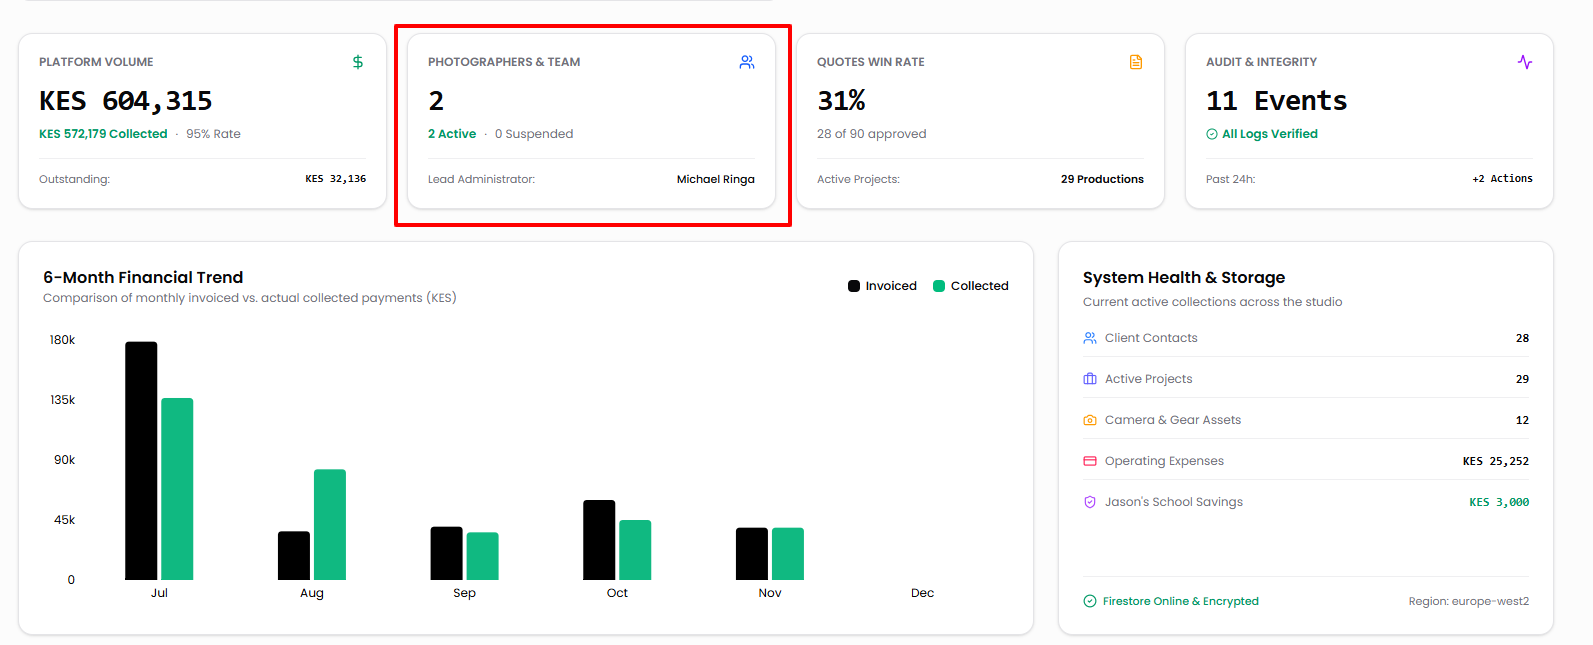 PLATFORM VOLUME
KES 604,315
KES 572,179 Collected · 95% Rate
Outstanding: KES 32,136
PHOTOGRAPHERS & TEAM
2
2 Active · 0 Suspended
Lead Administrator: Michael Ringa
QUOTES WIN RATE
31%
28 of 90 approved
Active Projects: 29 Productions
AUDIT & INTEGRITY
11 Events
All Logs Verified
Past 24h: +2 Actions
6-Month Financial Trend
Comparison of monthly invoiced vs. actual collected payments (KES)
Invoiced Collected
180k
135k
90k
45k
0
Jul Aug Sep Oct Nov Dec
System Health & Storage
Current active collections across the studio
Client Contacts 28
Active Projects 29
Camera & Gear Assets 12
Operating Expenses KES 25,252
Jason's School Savings KES 3,000
Firestore Online & Encrypted Region: europe-west2